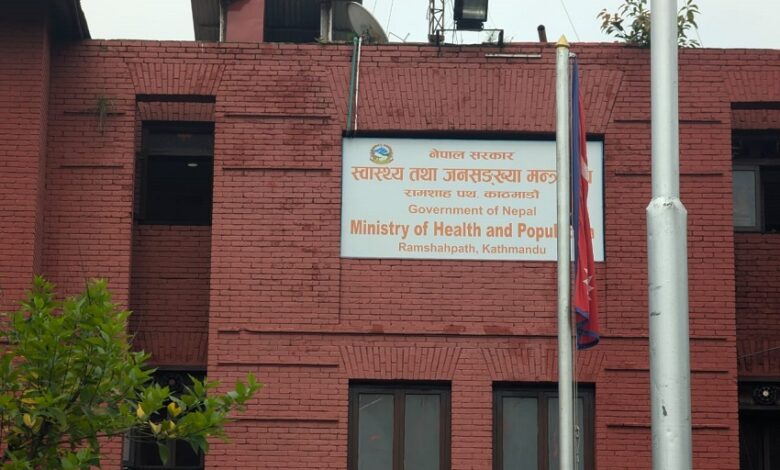 नेपाल सरकार
स्वास्थ्य तथा जनसङ्ख्या
रामशाह पथ, काठमाडौं
Government of Nepal
Ministry of Health and
Ramshahpath, Kathmandu